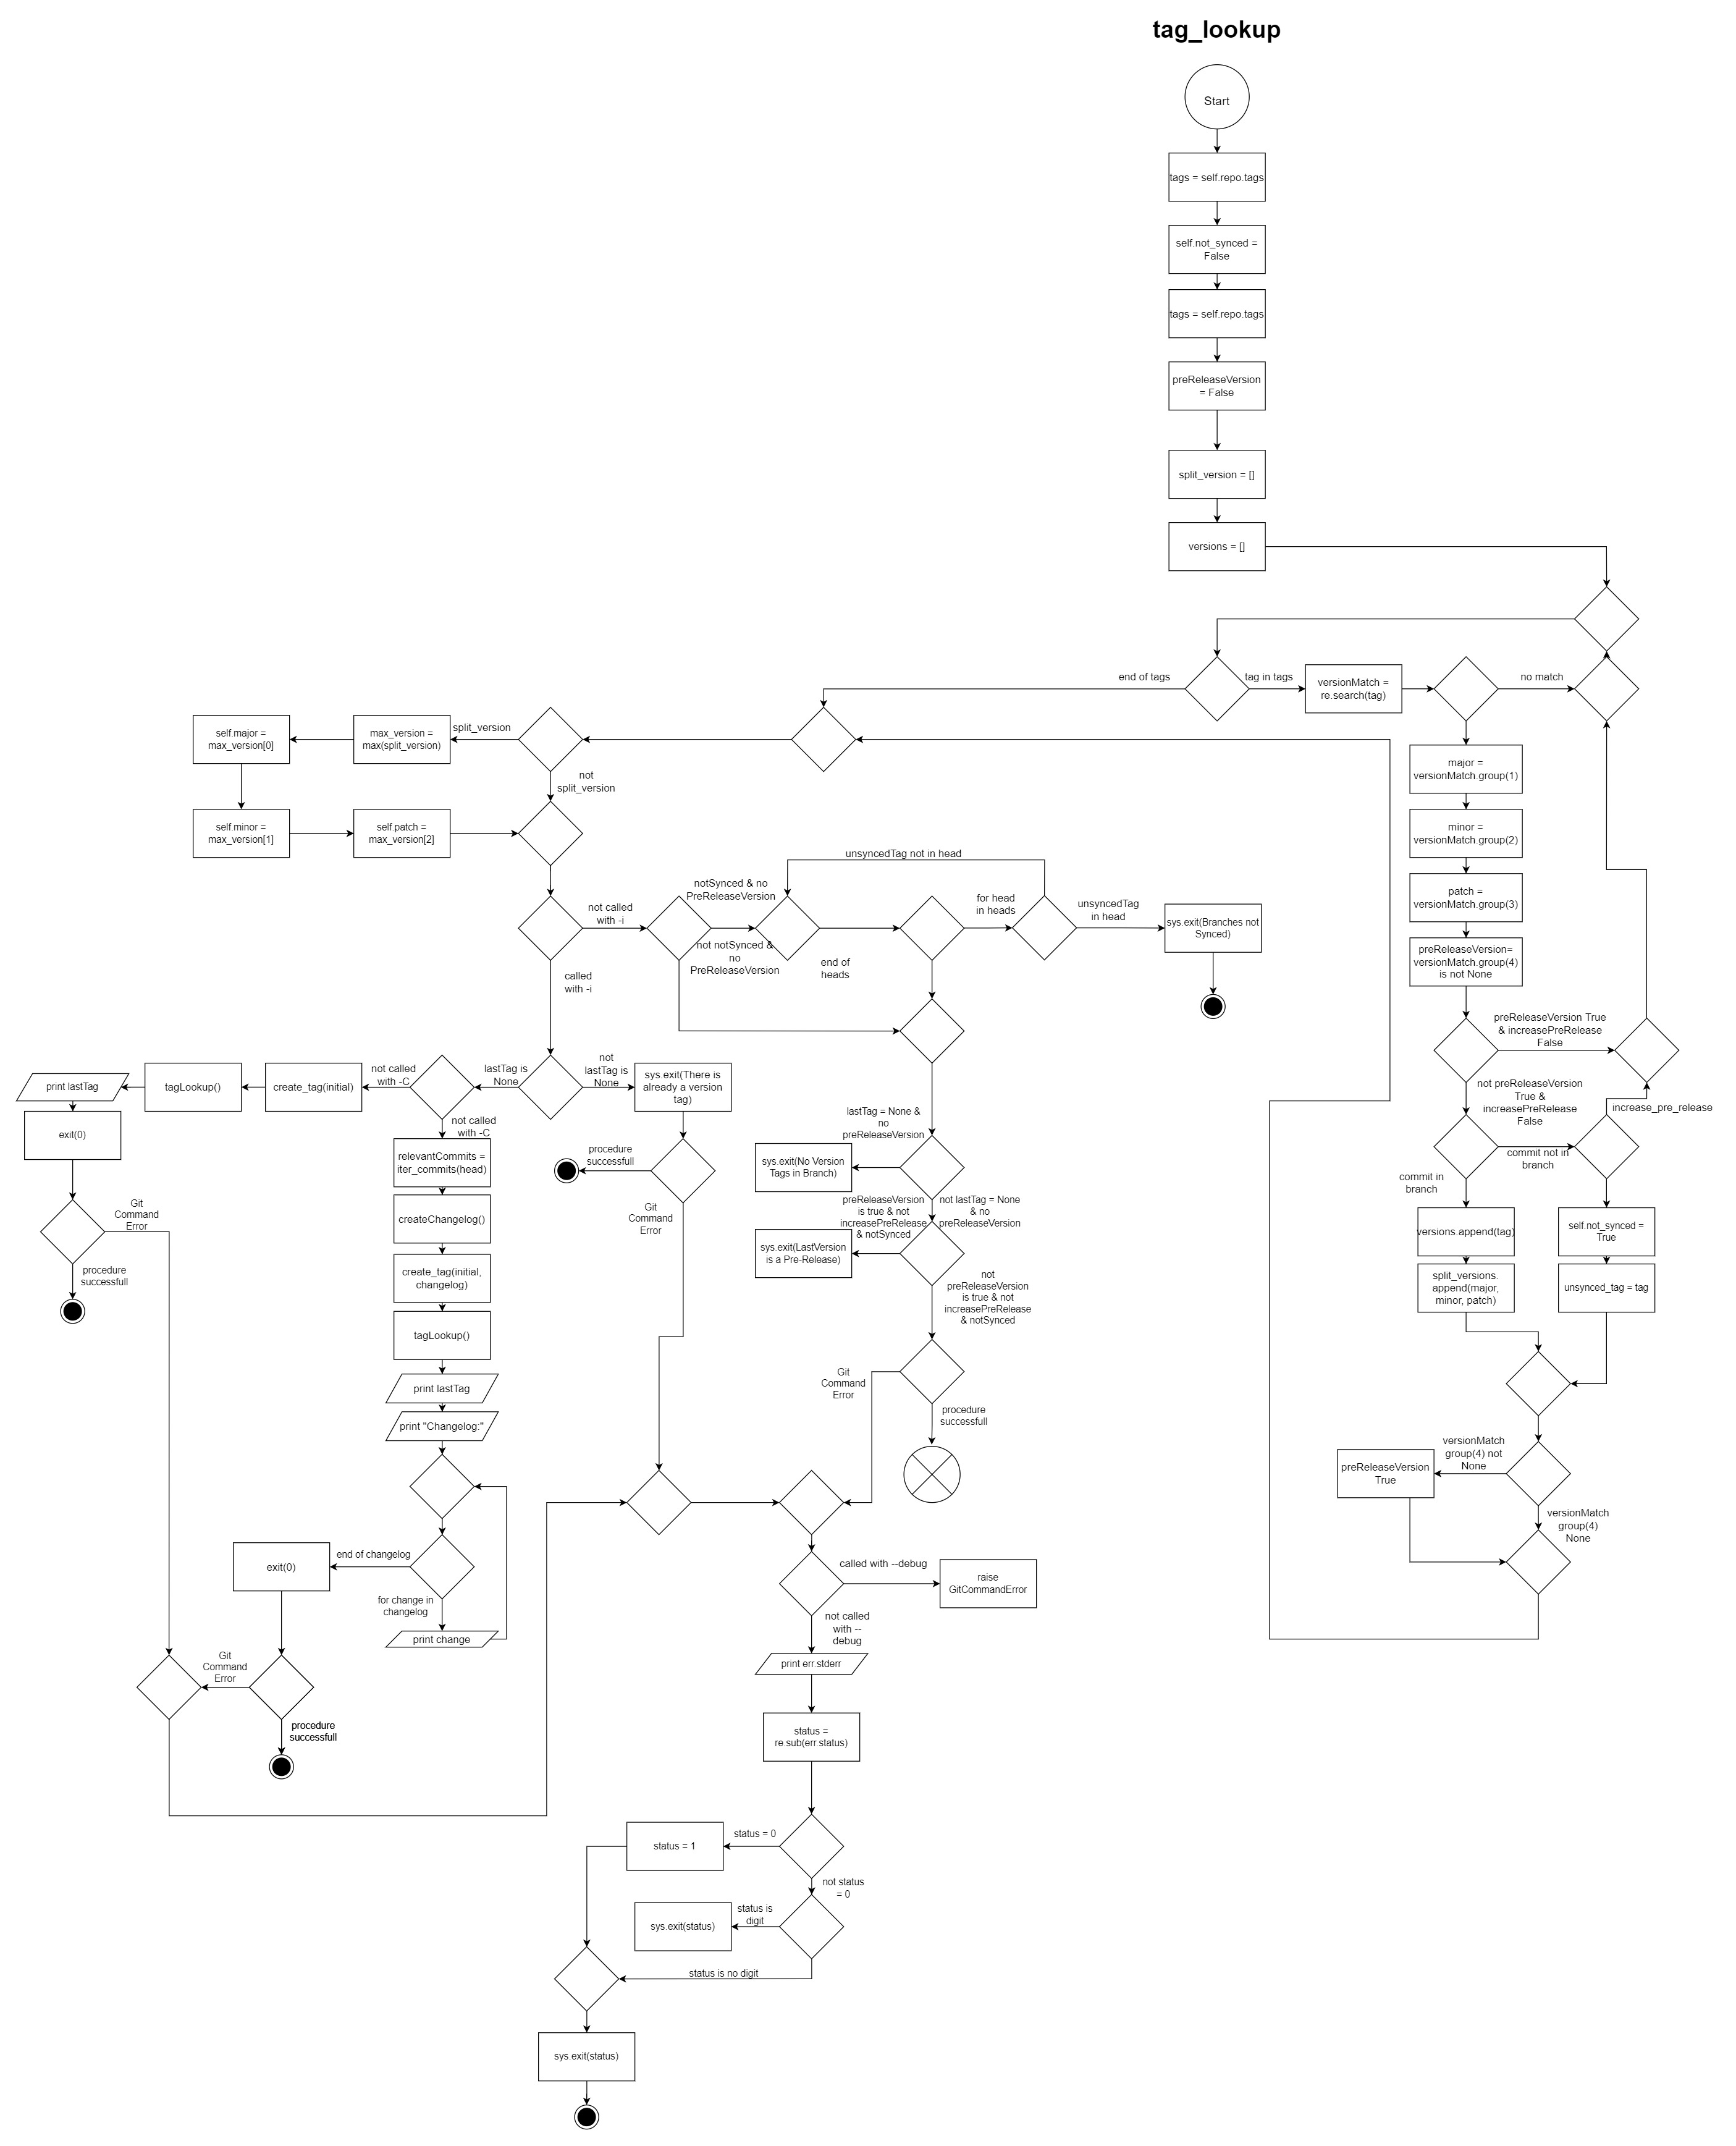 tag_lookup
Start
tags = self.repo.tags
self.not_synced =
False
tags = self.repo.tags
preReleaseVersion
= False
split_version = []
versions = []
end of tags
tag in tags
versionMatch =
re.search(tag)
no match
self.major =
max_version[0]
max_version =
max(split_version)
split_version
not
split_version
major =
versionMatch.group(1)
self.minor =
max_version[1]
self.patch =
max_version[2]
minor =
versionMatch.group(2)
unsyncedTag not in head
patch =
versionMatch.group(3)
notSynced & no
PreReleaseVersion
not called
with -i
for head
in heads
unsyncedTag
in head
sys.exit(Branches not
Synced)
not notSynced &
no
PreReleaseVersion
end of
heads
preReleaseVersion=
versionMatch.group(4)
is not None
called
with -i
preReleaseVersion True
& increasePreRelease
False
print lastTag
tagLookup()
create_tag(initial)
not called
with -C
lastTag is
None
not
lastTag is
None
sys.exit(There is
already a version
tag)
not preReleaseVersion
True &
increasePreRelease
False
increase_pre_release
exit(0)
not called
with -C
lastTag = None &
no
preReleaseVersion
relevantCommits =
iter_commits(head)
procedure
successfull
sys.exit(No Version
Tags in Branch)
commit not in
branch
commit in
branch
Git
Command
Error
createChangelog()
Git
Command
Error
preReleaseVersion
is true & not
increasePreRelease
& notSynced
not lastTag = None
& no
preReleaseVersion
versions.append(tag)
self.not_synced =
True
sys.exit(LastVersion
is a Pre-Release)
procedure
successfull
create_tag(initial,
changelog)
not
preReleaseVersion
is true & not
increasePreRelease
& notSynced
split_versions.
append(major,
minor, patch)
unsynced_tag = tag
tagLookup()
print lastTag
Git
Command
Error
procedure
successfull
print "Changelog:"
versionMatch
group(4) not
None
preReleaseVersion
True
versionMatch
group(4)
None
exit(0)
end of changelog
called with --debug
raise
GitCommandError
for change in
changelog
print change
not called
with --
debug
Git
Command
Error
print err.stderr
procedure
successfull
status =
re.sub(err.status)
status = 1
status = 0
not status
= 0
sys.exit(status)
status is
digit
status is no digit
sys.exit(status)